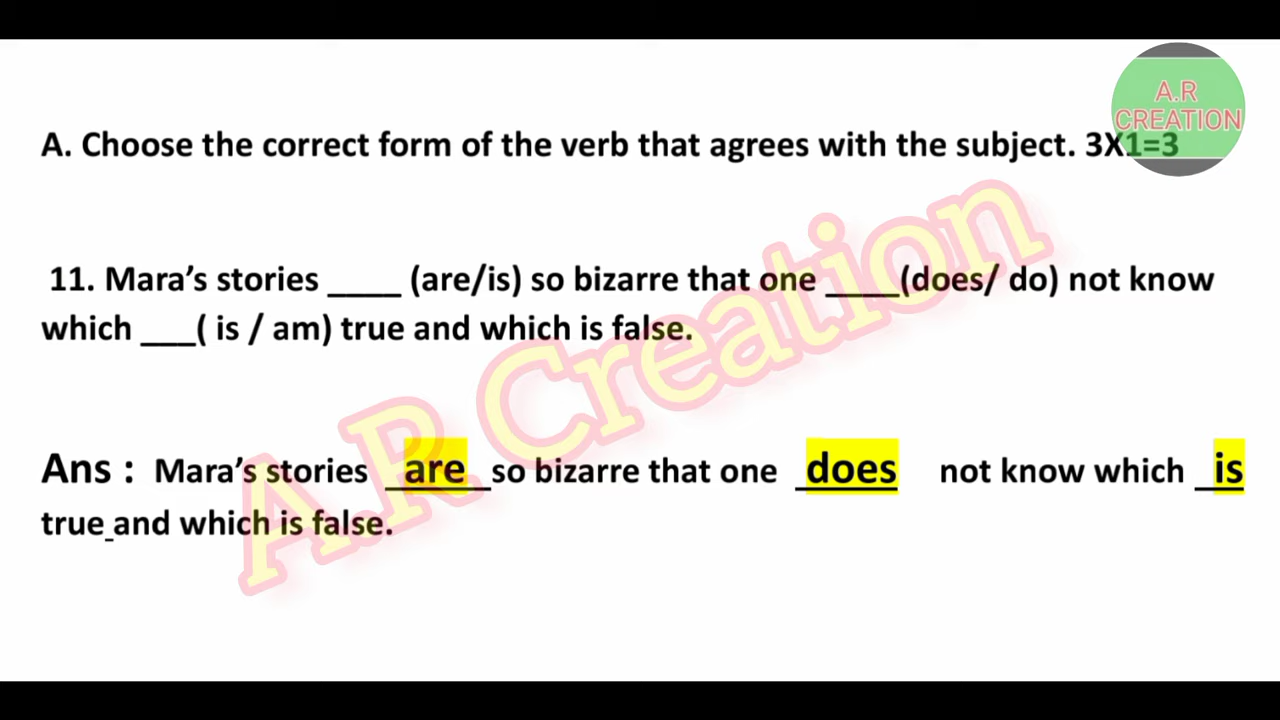 A.R
CREATION
A. Choose the correct form of the verb that agrees with the subject. 3X1=3
11. Mara’s stories ____ (are/is) so bizarre that one ____(does/ do) not know
which ___( is / am) true and which is false.
A.R Creation
Ans : Mara’s stories _are_so bizarre that one _does not know which _is
true_and which is false.